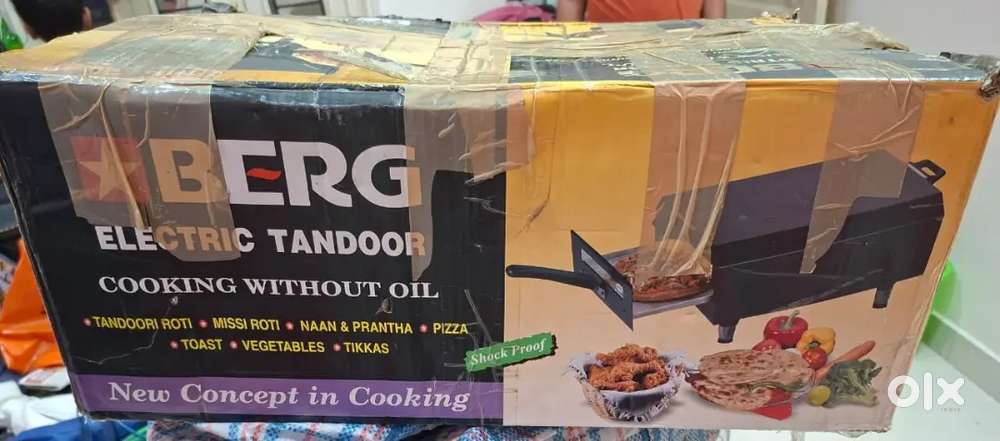 BERG
ELECTRIC TANDOOR
COOKING WITHOUT OIL
• TANDOORI ROTI • MISSI ROTI • NAAN & PRANTHA • PIZZA
• TOAST • VEGETABLES • TIKKAS
Shock Proof
New Concept in Cooking
OLX
INDIA